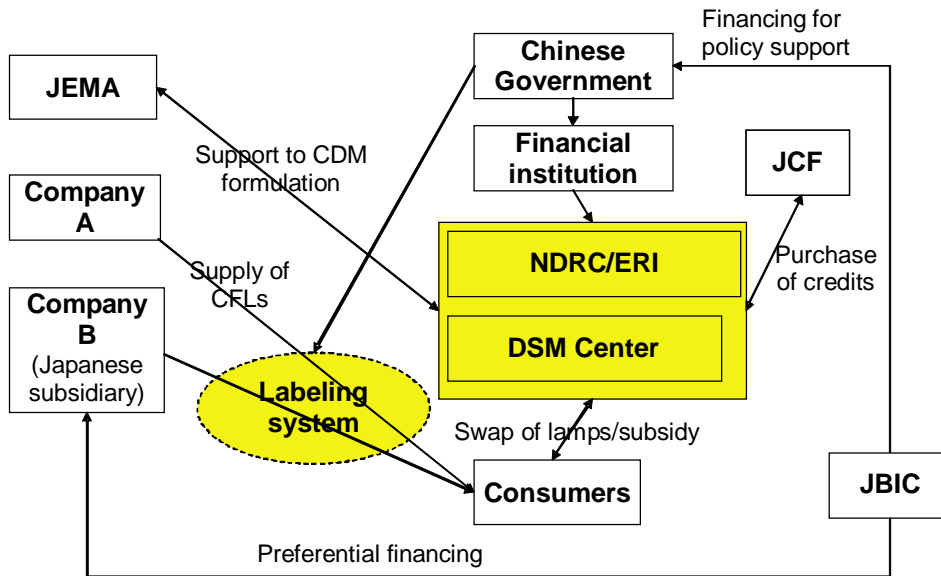 Financing for
policy support
Chinese
Government
JEMA
Support to CDM
formulation
Financial
institution
JCF
Company
A
NDRC/ERI
Purchase
of credits
Supply of
CFLs
Company
B
(Japanese
subsidiary)
DSM Center
Labeling
system
Swap of lamps/subsidy
Consumers
JBIC
Preferential financing